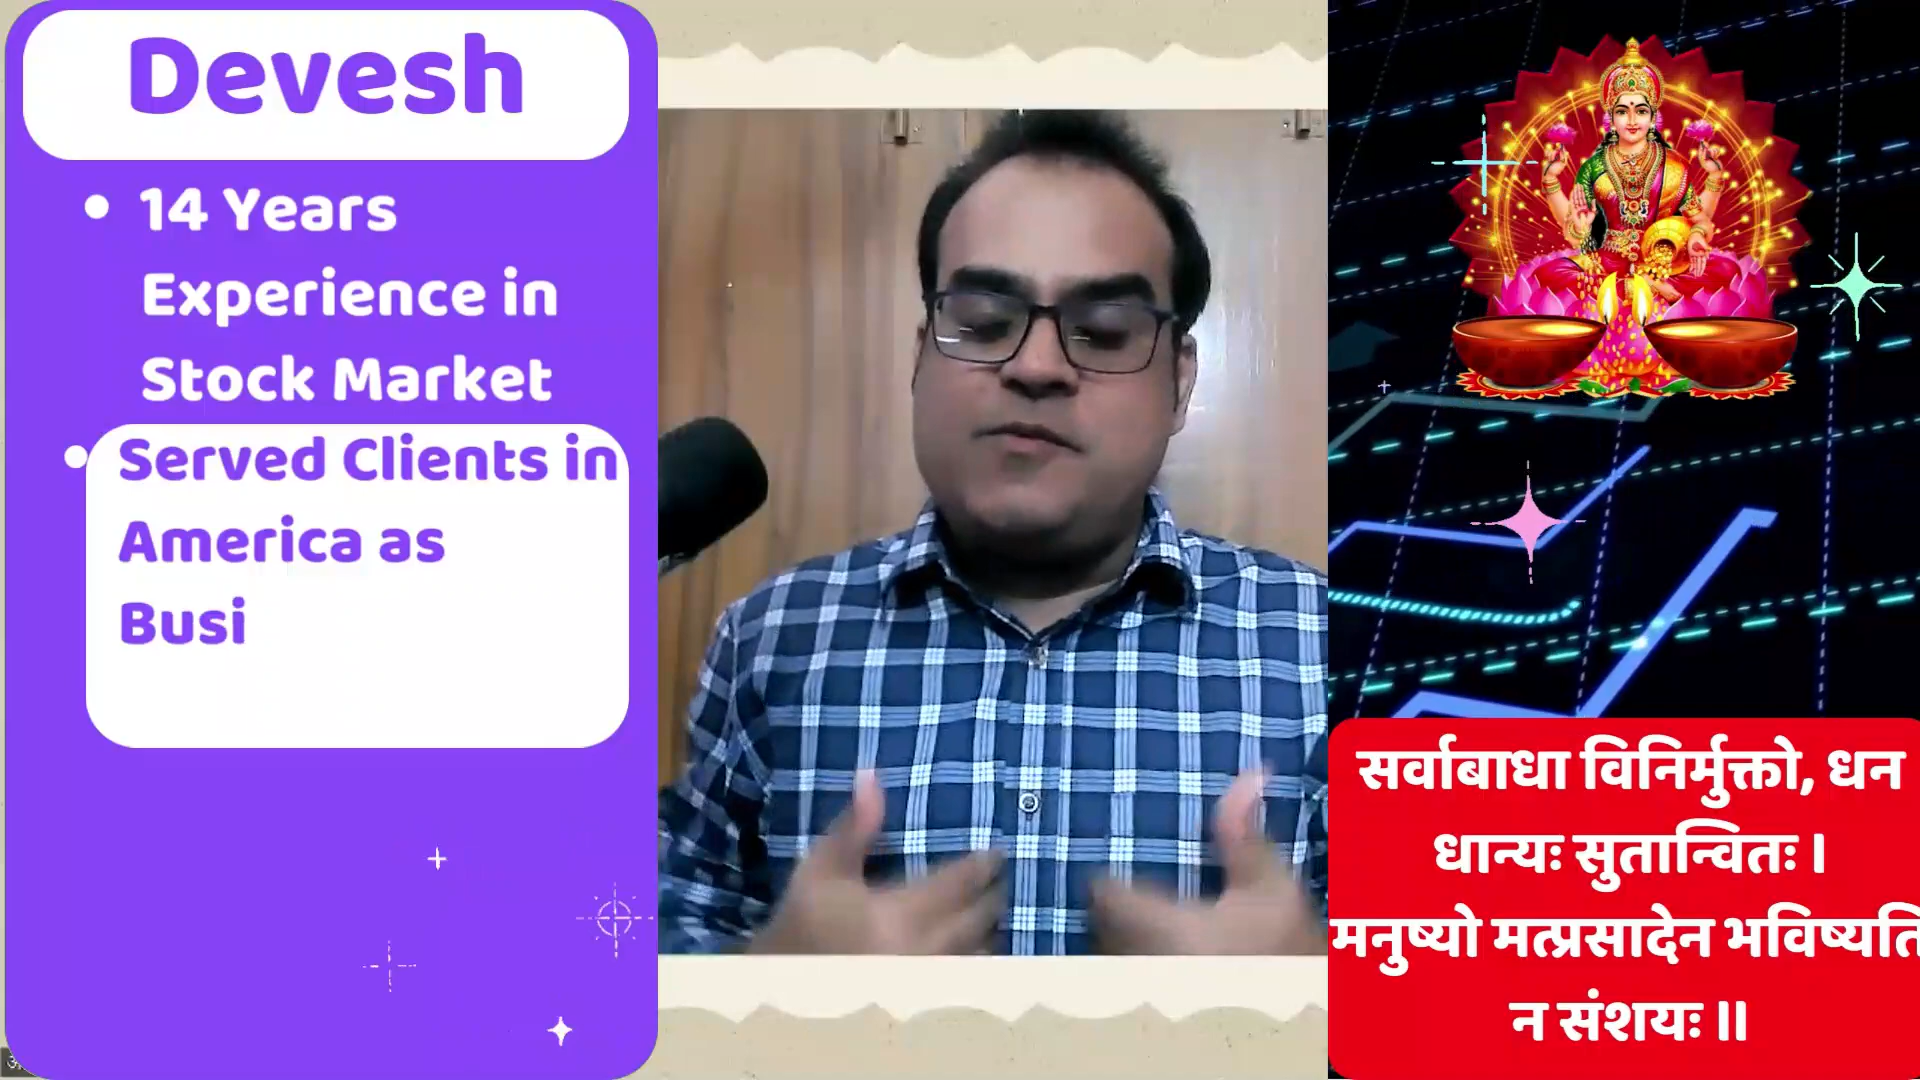 Devesh
14 Years
Experience in
Stock Market
Served Clients in
America as
Busi
सर्वाबाधा विनिर्मुक्तो, धन
धान्यः सुतान्वितः ।
मनुष्यो मत्प्रसादेन भविष्यति
न संशयः ॥